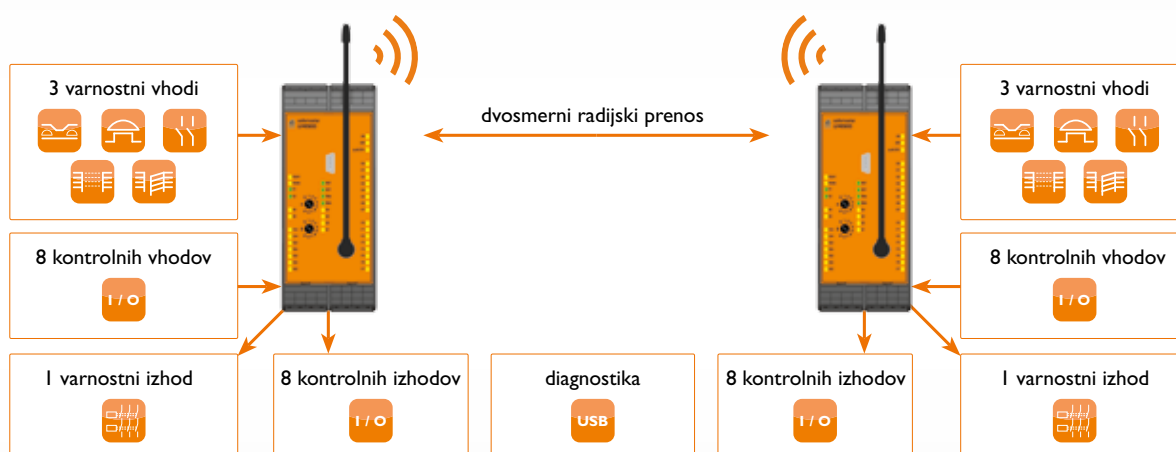 3 varnostni vhodi
dvosmerni radijski prenos
3 varnostni vhodi
8 kontrolnih vhodov
I / O
8 kontrolnih vhodov
I / O
1 varnostni izhod
8 kontrolnih izhodov
I / O
diagnostika
USB
8 kontrolnih izhodov
I / O
1 varnostni izhod